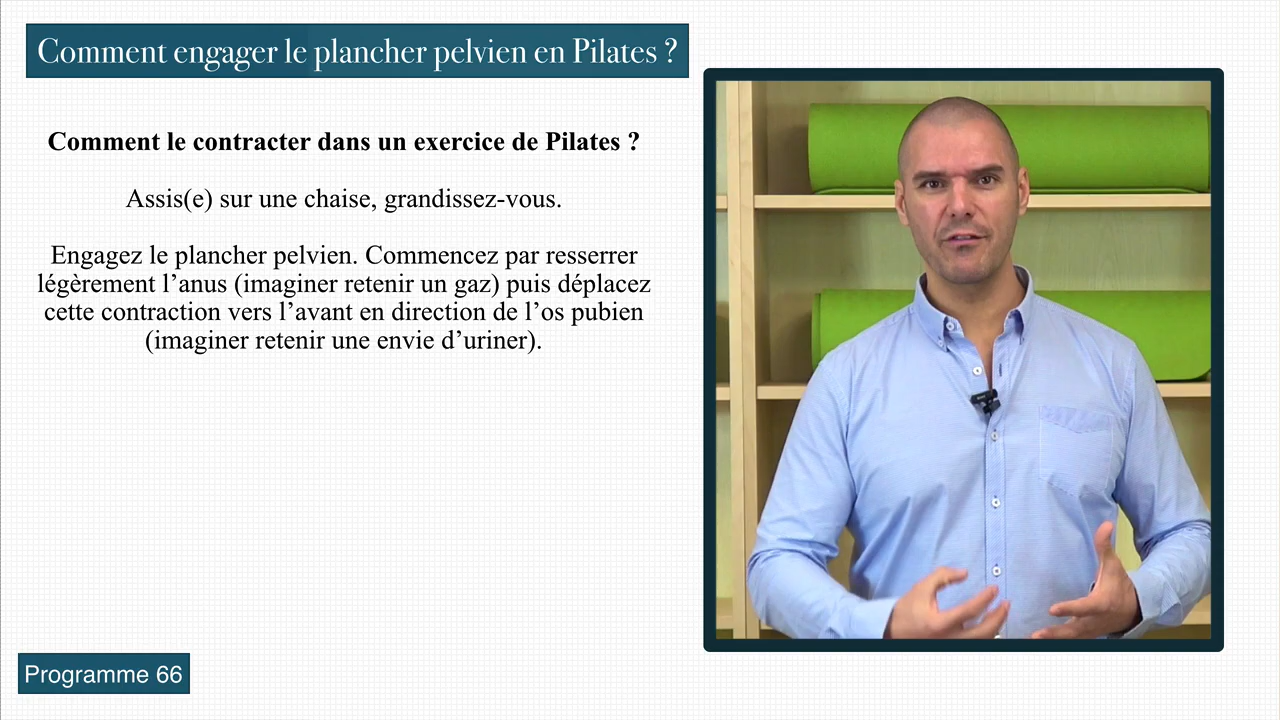 Comment engager le plancher pelvien en Pilates ?
Comment le contracter dans un exercice de Pilates ?
Assis(e) sur une chaise, grandissez-vous.
Engagez le plancher pelvien. Commencez par resserrer
légèrement l’anus (imaginer retenir un gaz) puis déplacez
cette contraction vers l’avant en direction de l’os pubien
(imaginer retenir une envie d’uriner).
Programme 66